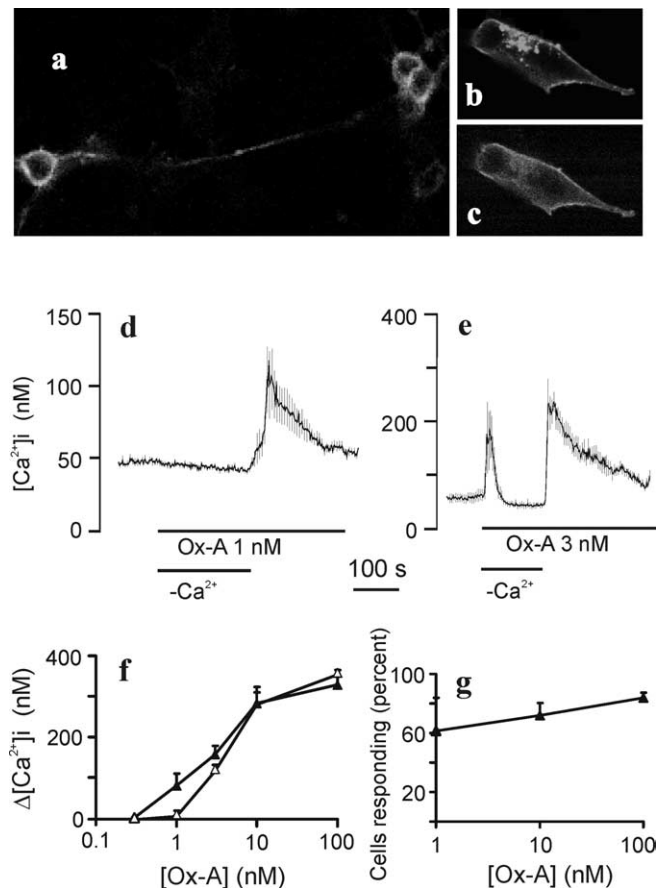 a
b
c
[Ca²⁺]i (nM)
150
100
50
0
d
Ox-A 1 nM
-Ca²⁺
100 s
400
200
0
e
Ox-A 3 nM
-Ca²⁺
Δ[Ca²⁺]i (nM)
400
200
0
f
0.1
1
10
100
[Ox-A] (nM)
Cells responding (percent)
100
60
20
g
1
10
100
[Ox-A] (nM)